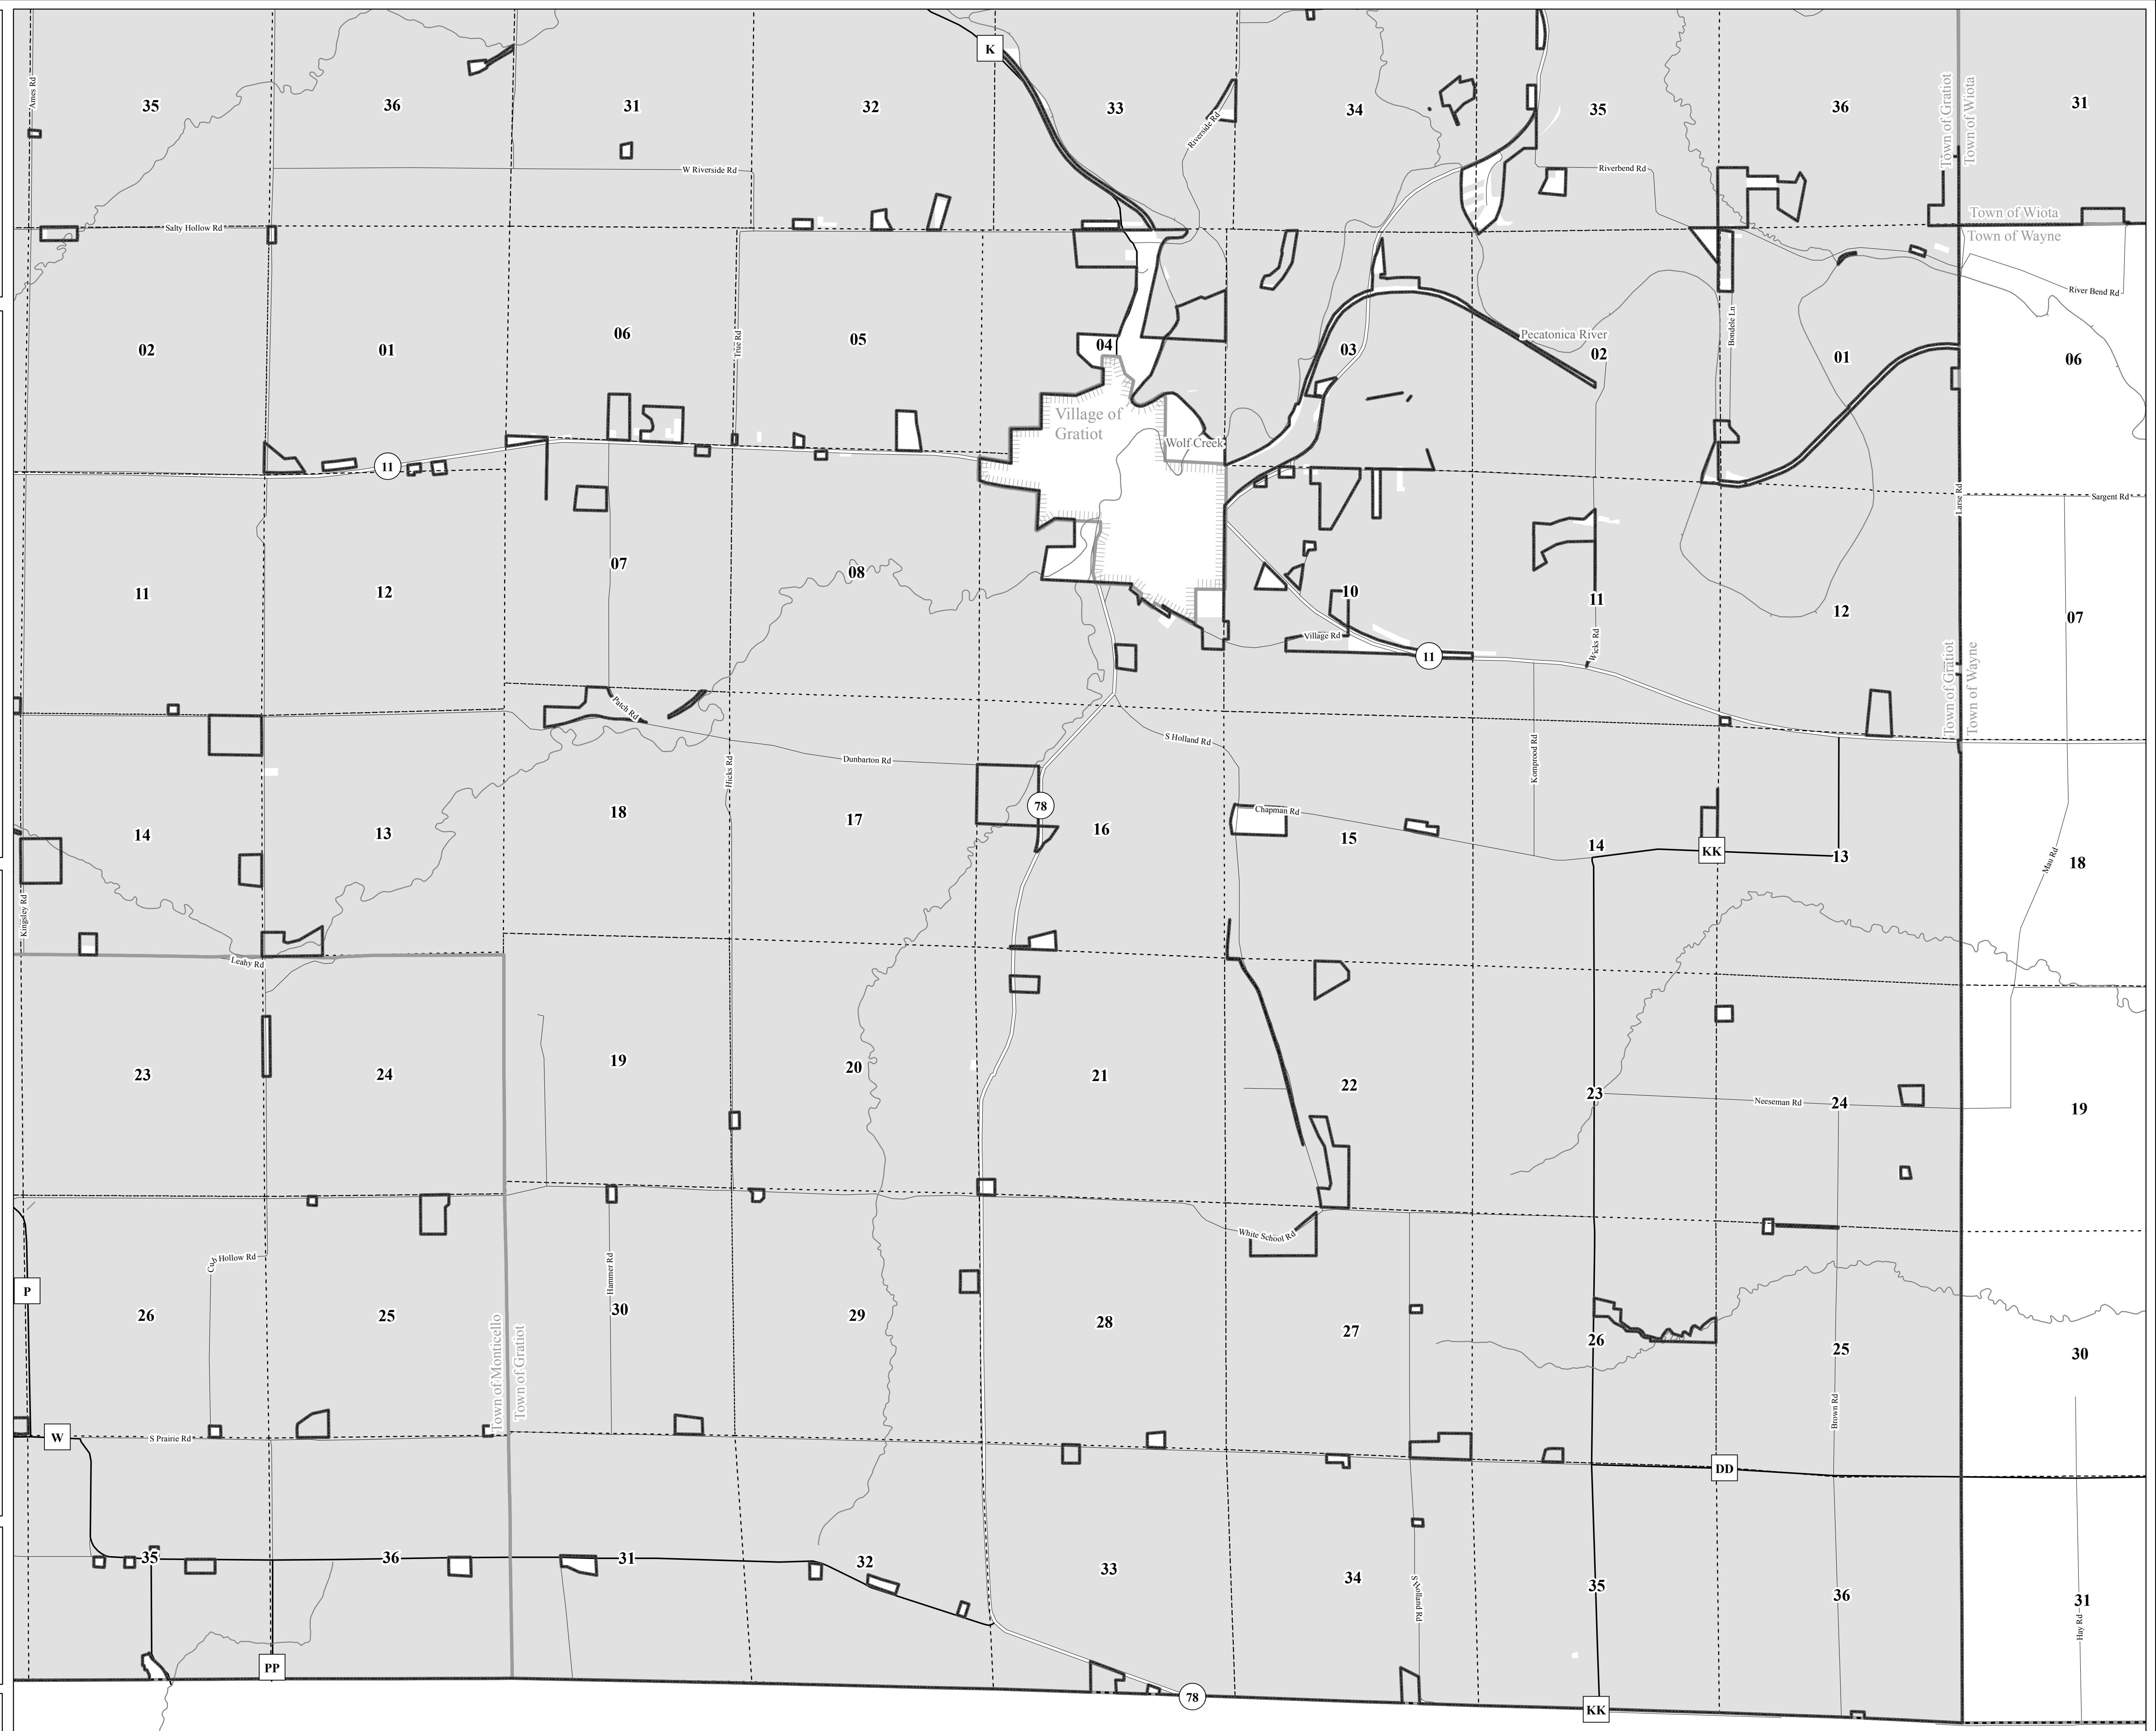 K
Ames Rd
35
36
31
32
33
34
35
36
31
Town of Gratiot
Town of Wiota
Riverside Rd
W Riverside Rd
Riverbend Rd
Salty Hollow Rd
Town of Wiota
Town of Wayne
River Bend Rd
02
01
06
05
04
03
02
01
06
True Rd
Pecatonica River
Bondele Ln
Village of
Gratiot
Wolf Creek
11
Sargent Rd
Larse Rd
11
12
07
08
10
11
12
07
Village Rd
11
Wicks Rd
Town of Gratiot
Town of Wayne
Patch Rd
S Holland Rd
Dunbarton Rd
Hicks Rd
Komprood Rd
78
Chapman Rd
14
13
18
17
16
15
14
KK
13
18
Mau Rd
Kingsley Rd
Leahy Rd
23
24
19
20
21
22
23
Neeseman Rd
24
19
White School Rd
Hollow Rd
Hammer Rd
P
26
25
30
29
28
27
26
25
30
Town of Monticello
Town of Gratiot
Brown Rd
W
S Prairie Rd
DD
35
36
31
32
33
34
35
36
31
S Holland Rd
Hay Rd
PP
78
KK